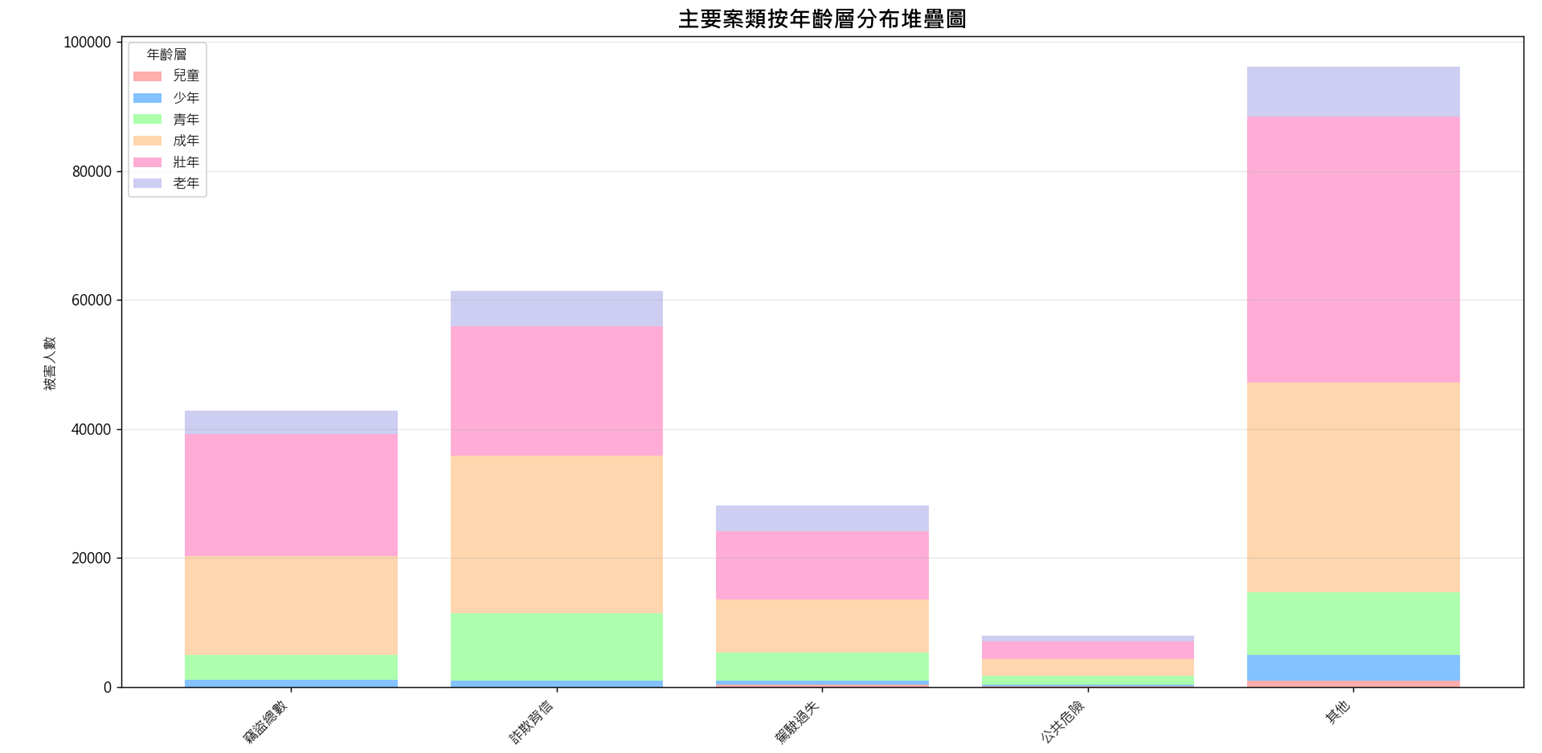 主要案類按年齡層分布堆疊圖
100000
80000
60000
40000
20000
0
被害人數
年齡層
兒童
少年
青年
成年
壯年
老年
竊盜總數
詐欺背信
駕駛過失
公共危險
其他